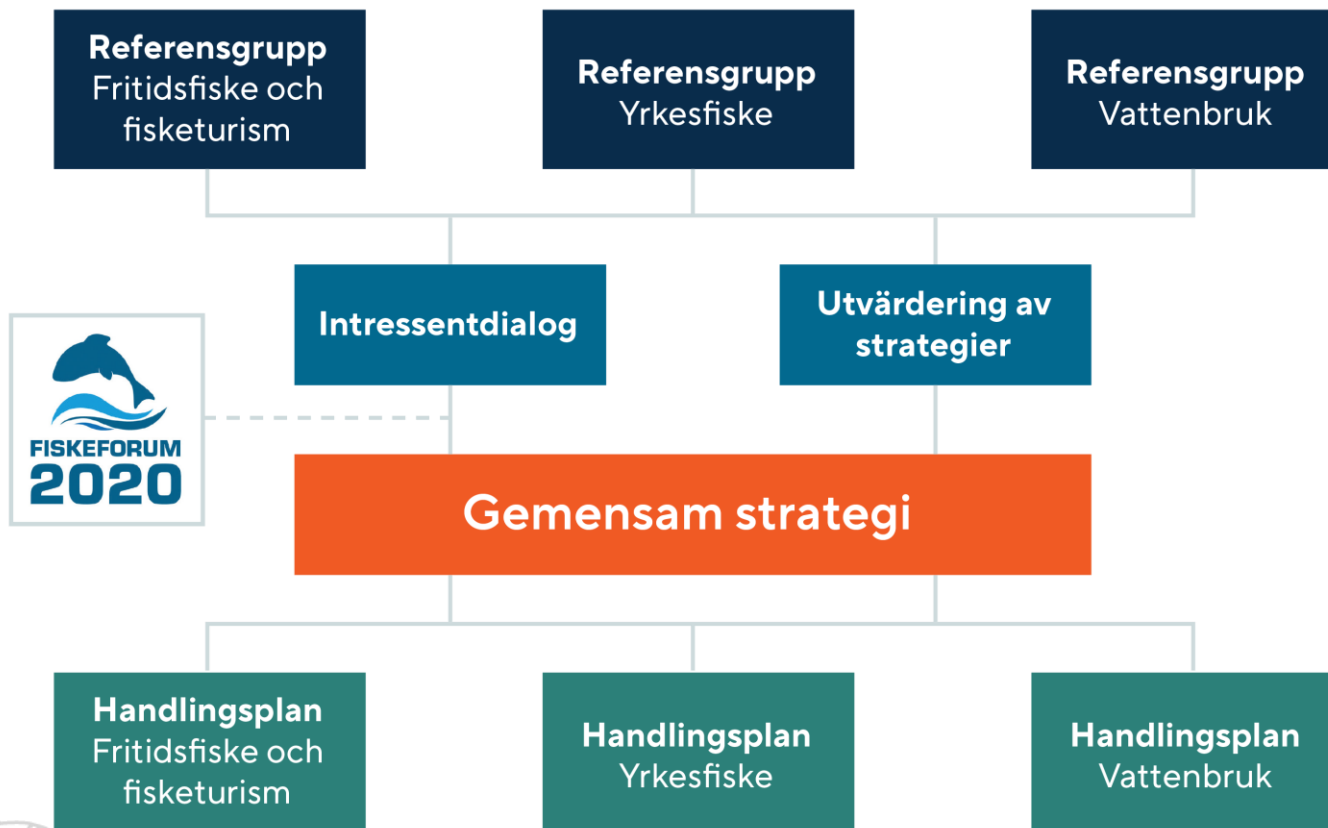 Referensgrupp
Fritidsfiske och
fisketurism
Referensgrupp
Yrkesfiske
Referensgrupp
Vattenbruk
Intressentdialog
Utvärdering av
strategier
FISKEFORUM
2020
Gemensam strategi
Handlingsplan
Fritidsfiske och
fisketurism
Handlingsplan
Yrkesfiske
Handlingsplan
Vattenbruk